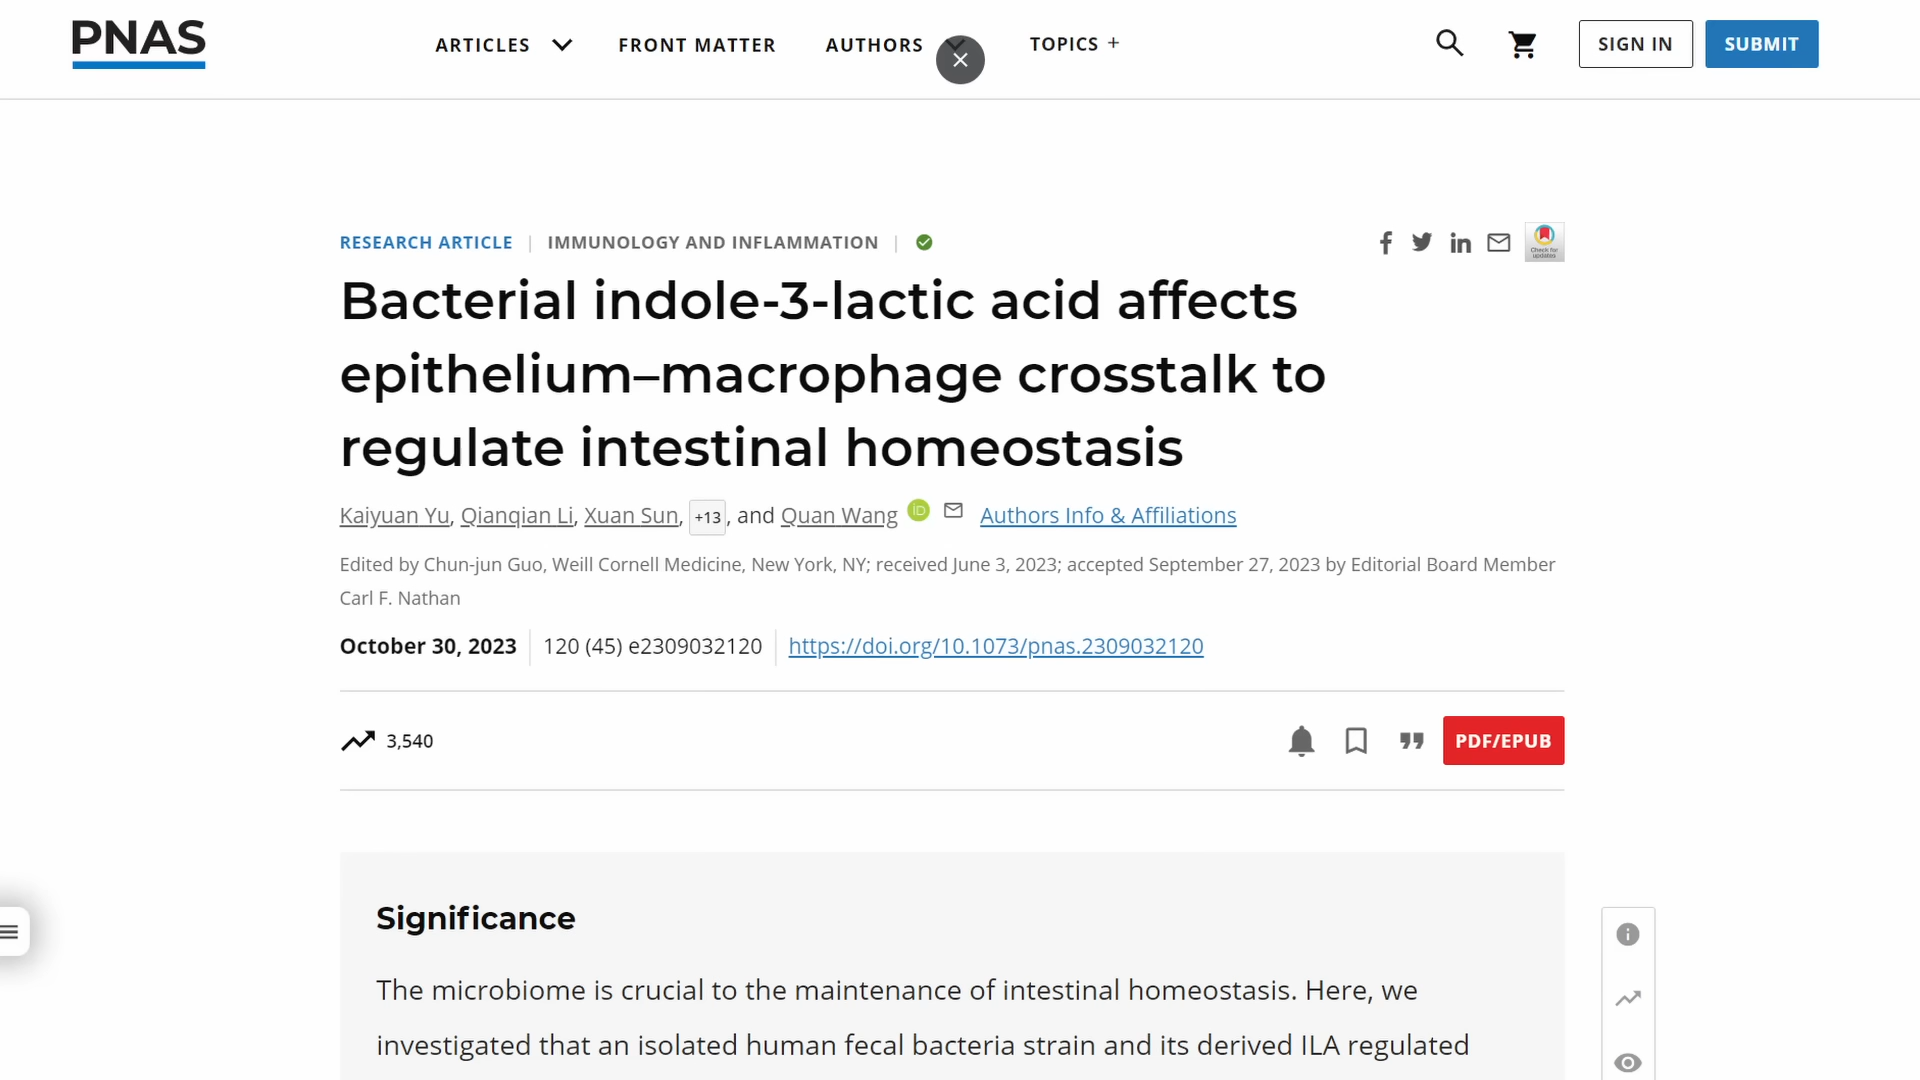 PNAS
ARTICLES
FRONT MATTER
AUTHORS
TOPICS +
SIGN IN
SUBMIT
RESEARCH ARTICLE | IMMUNOLOGY AND INFLAMMATION |
Check for updates
Bacterial indole-3-lactic acid affects
epithelium–macrophage crosstalk to
regulate intestinal homeostasis
Kaiyuan Yu, Qianqian Li, Xuan Sun, +13, and Quan Wang iD Authors Info & Affiliations
Edited by Chun-jun Guo, Weill Cornell Medicine, New York, NY; received June 3, 2023; accepted September 27, 2023 by Editorial Board Member
Carl F. Nathan
October 30, 2023 | 120 (45) e2309032120 | https://doi.org/10.1073/pnas.2309032120
3,540
PDF/EPUB
Significance
The microbiome is crucial to the maintenance of intestinal homeostasis. Here, we
investigated that an isolated human fecal bacteria strain and its derived ILA regulated